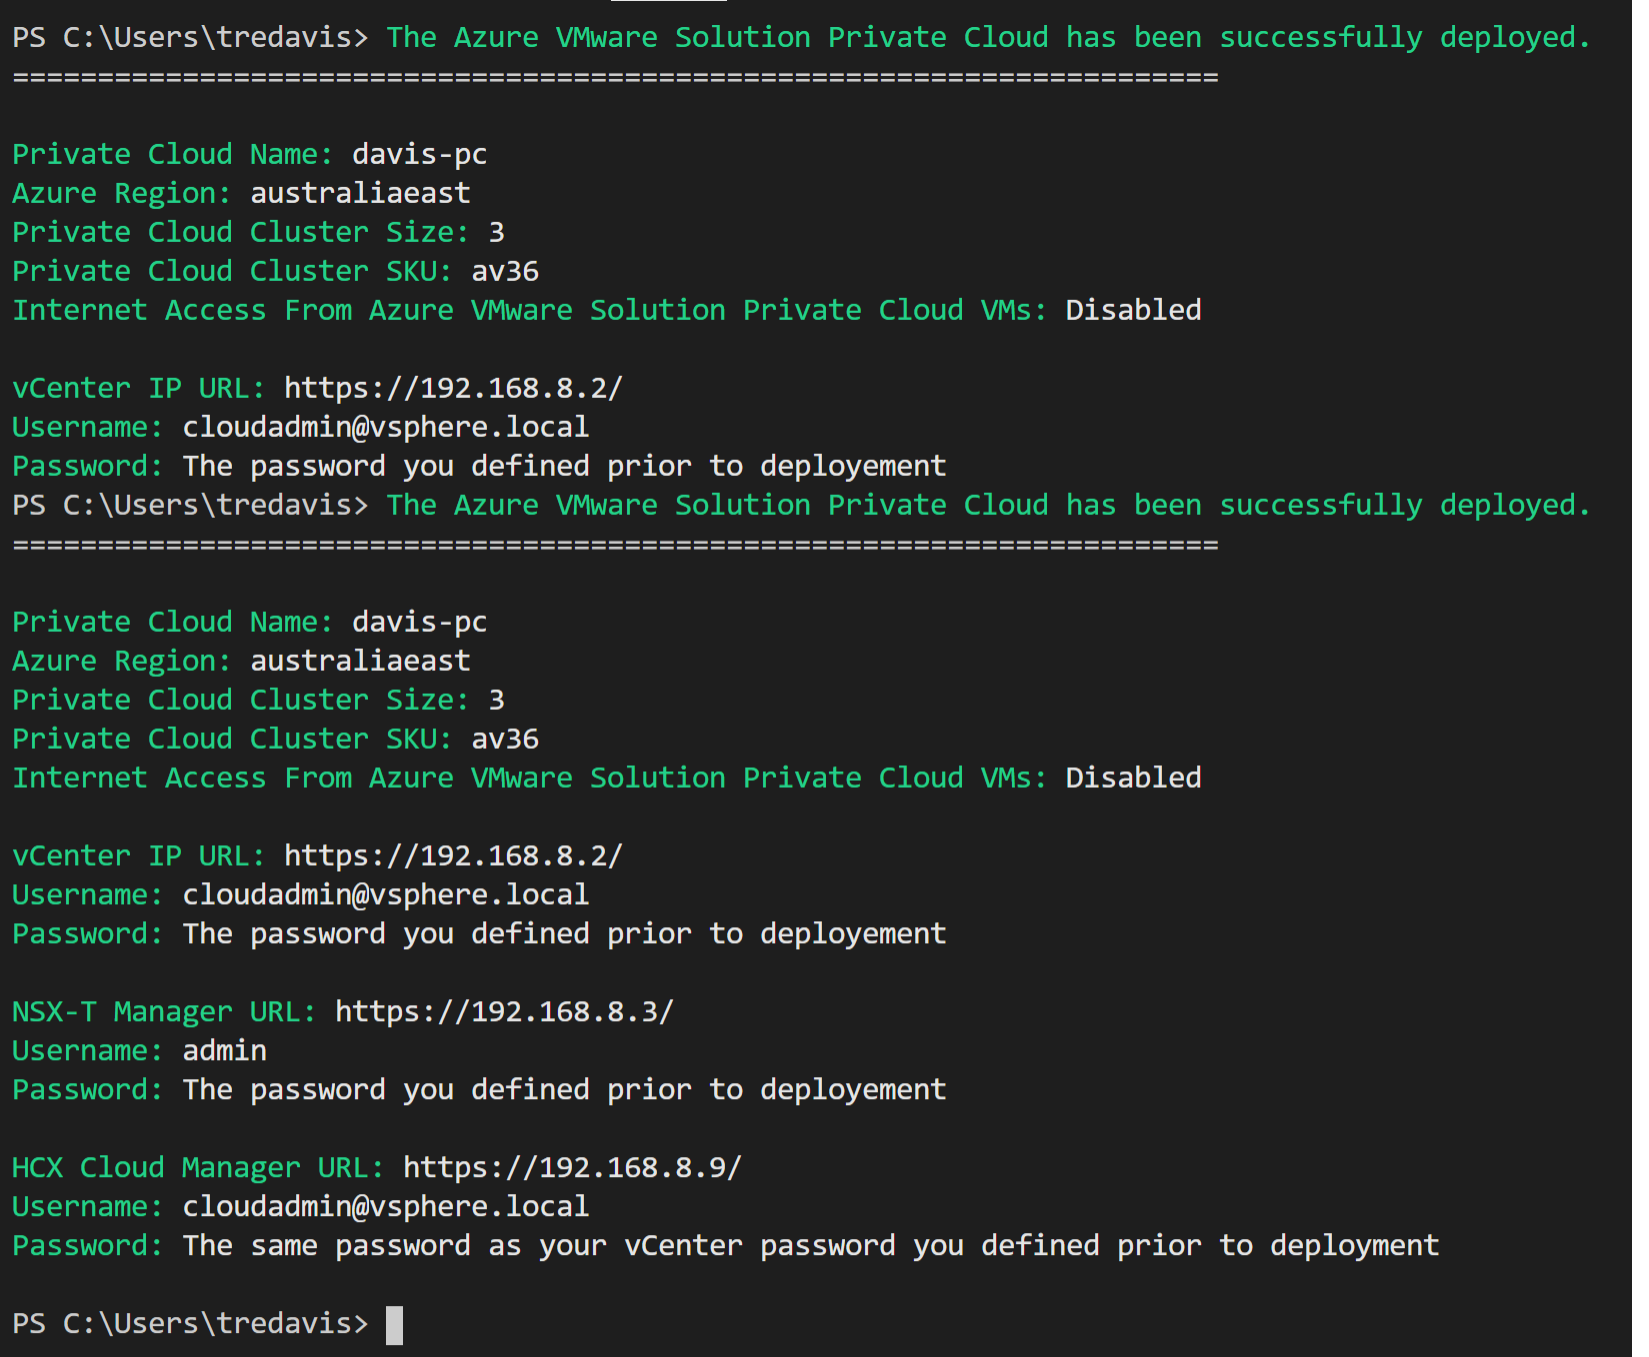 PS C:\Users\tredavis> The Azure VMware Solution Private Cloud has been successfully deployed.
=======================================================================

Private Cloud Name: davis-pc
Azure Region: australiaeast
Private Cloud Cluster Size: 3
Private Cloud Cluster SKU: av36
Internet Access From Azure VMware Solution Private Cloud VMs: Disabled

vCenter IP URL: https://192.168.8.2/
Username: cloudadmin@vsphere.local
Password: The password you defined prior to deployement
PS C:\Users\tredavis> The Azure VMware Solution Private Cloud has been successfully deployed.
=======================================================================

Private Cloud Name: davis-pc
Azure Region: australiaeast
Private Cloud Cluster Size: 3
Private Cloud Cluster SKU: av36
Internet Access From Azure VMware Solution Private Cloud VMs: Disabled

vCenter IP URL: https://192.168.8.2/
Username: cloudadmin@vsphere.local
Password: The password you defined prior to deployement

NSX-T Manager URL: https://192.168.8.3/
Username: admin
Password: The password you defined prior to deployement

HCX Cloud Manager URL: https://192.168.8.9/
Username: cloudadmin@vsphere.local
Password: The same password as your vCenter password you defined prior to deployment

PS C:\Users\tredavis>